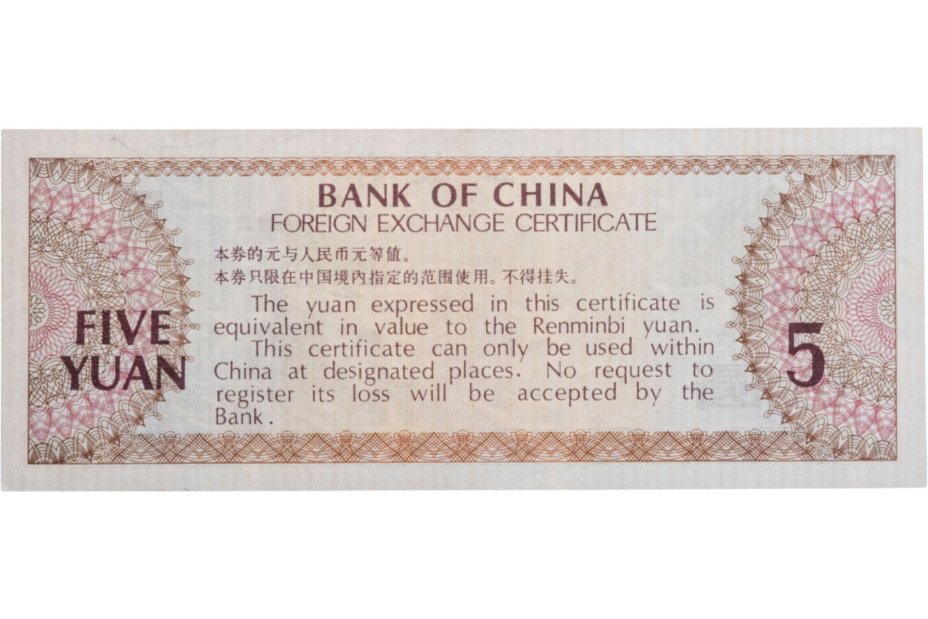 BANK OF CHINA
FOREIGN EXCHANGE CERTIFICATE
本券的元与人民币元等值。
本券只限在中国境内指定的范围使用。不得挂失。
The yuan expressed in this certificate is
equivalent in value to the Renminbi yuan.
This certificate can only be used within
China at designated places. No request to
register its loss will be accepted by the
Bank.
FIVE
YUAN
5